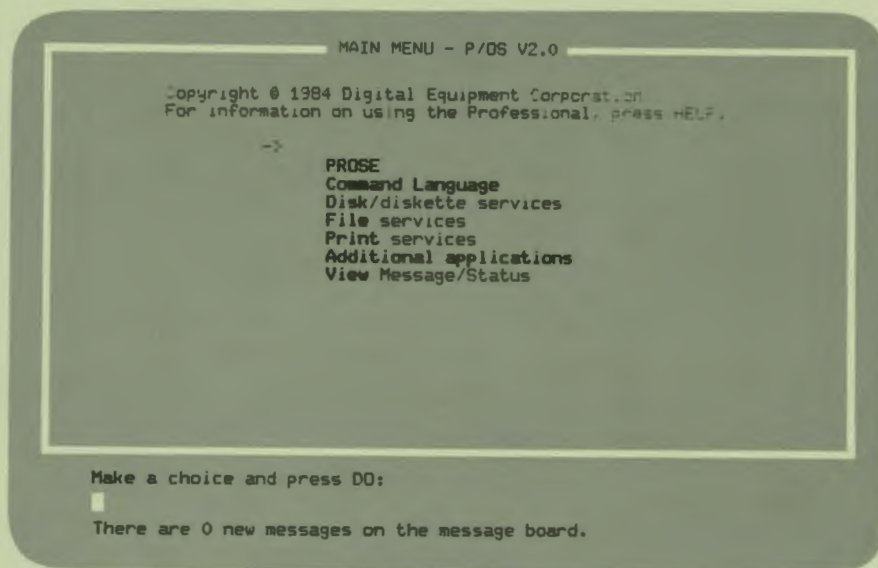 MAIN MENU - P/OS V2.0
Copyright © 1984 Digital Equipment Corporation
For information on using the Professional, press HELP.
->
PROSE
Command Language
Disk/diskette services
File services
Print services
Additional applications
View Message/Status
Make a choice and press DO:
There are 0 new messages on the message board.